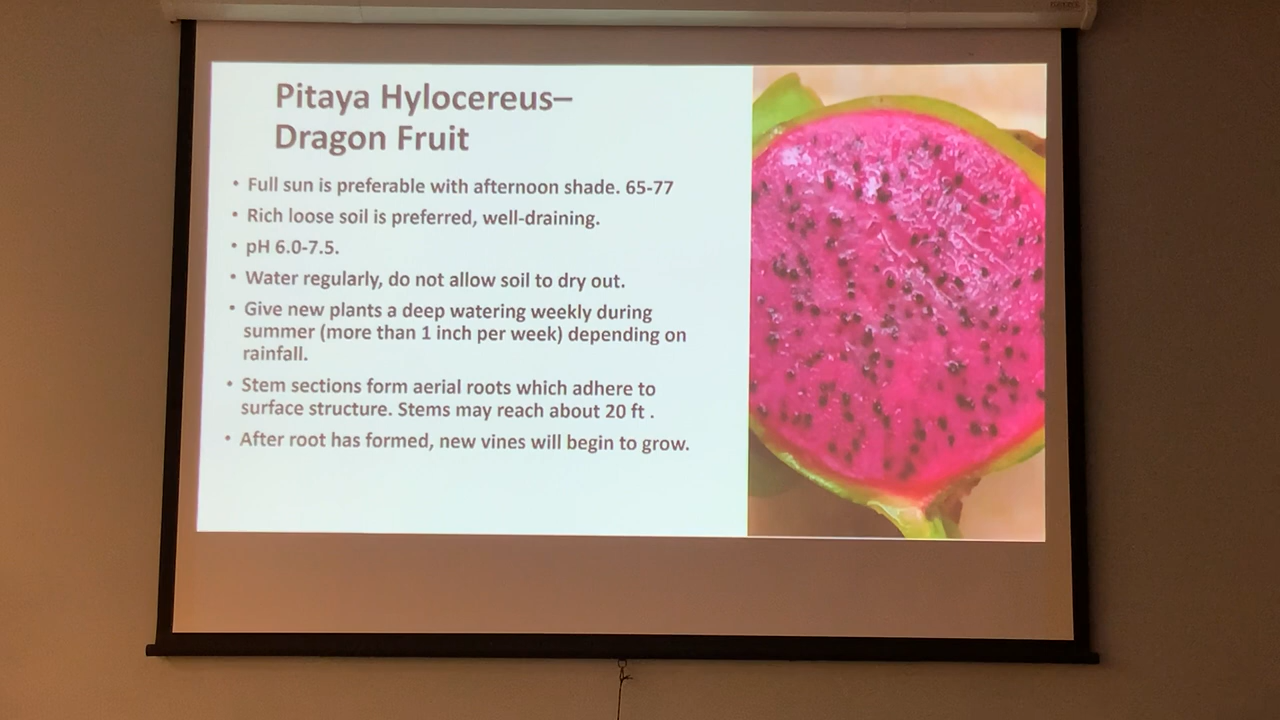 Pitaya Hylocereus–
Dragon Fruit
• Full sun is preferable with afternoon shade. 65-77
• Rich loose soil is preferred, well-draining.
• pH 6.0-7.5.
• Water regularly, do not allow soil to dry out.
• Give new plants a deep watering weekly during
summer (more than 1 inch per week) depending on
rainfall.
• Stem sections form aerial roots which adhere to
surface structure. Stems may reach about 20 ft .
• After root has formed, new vines will begin to grow.